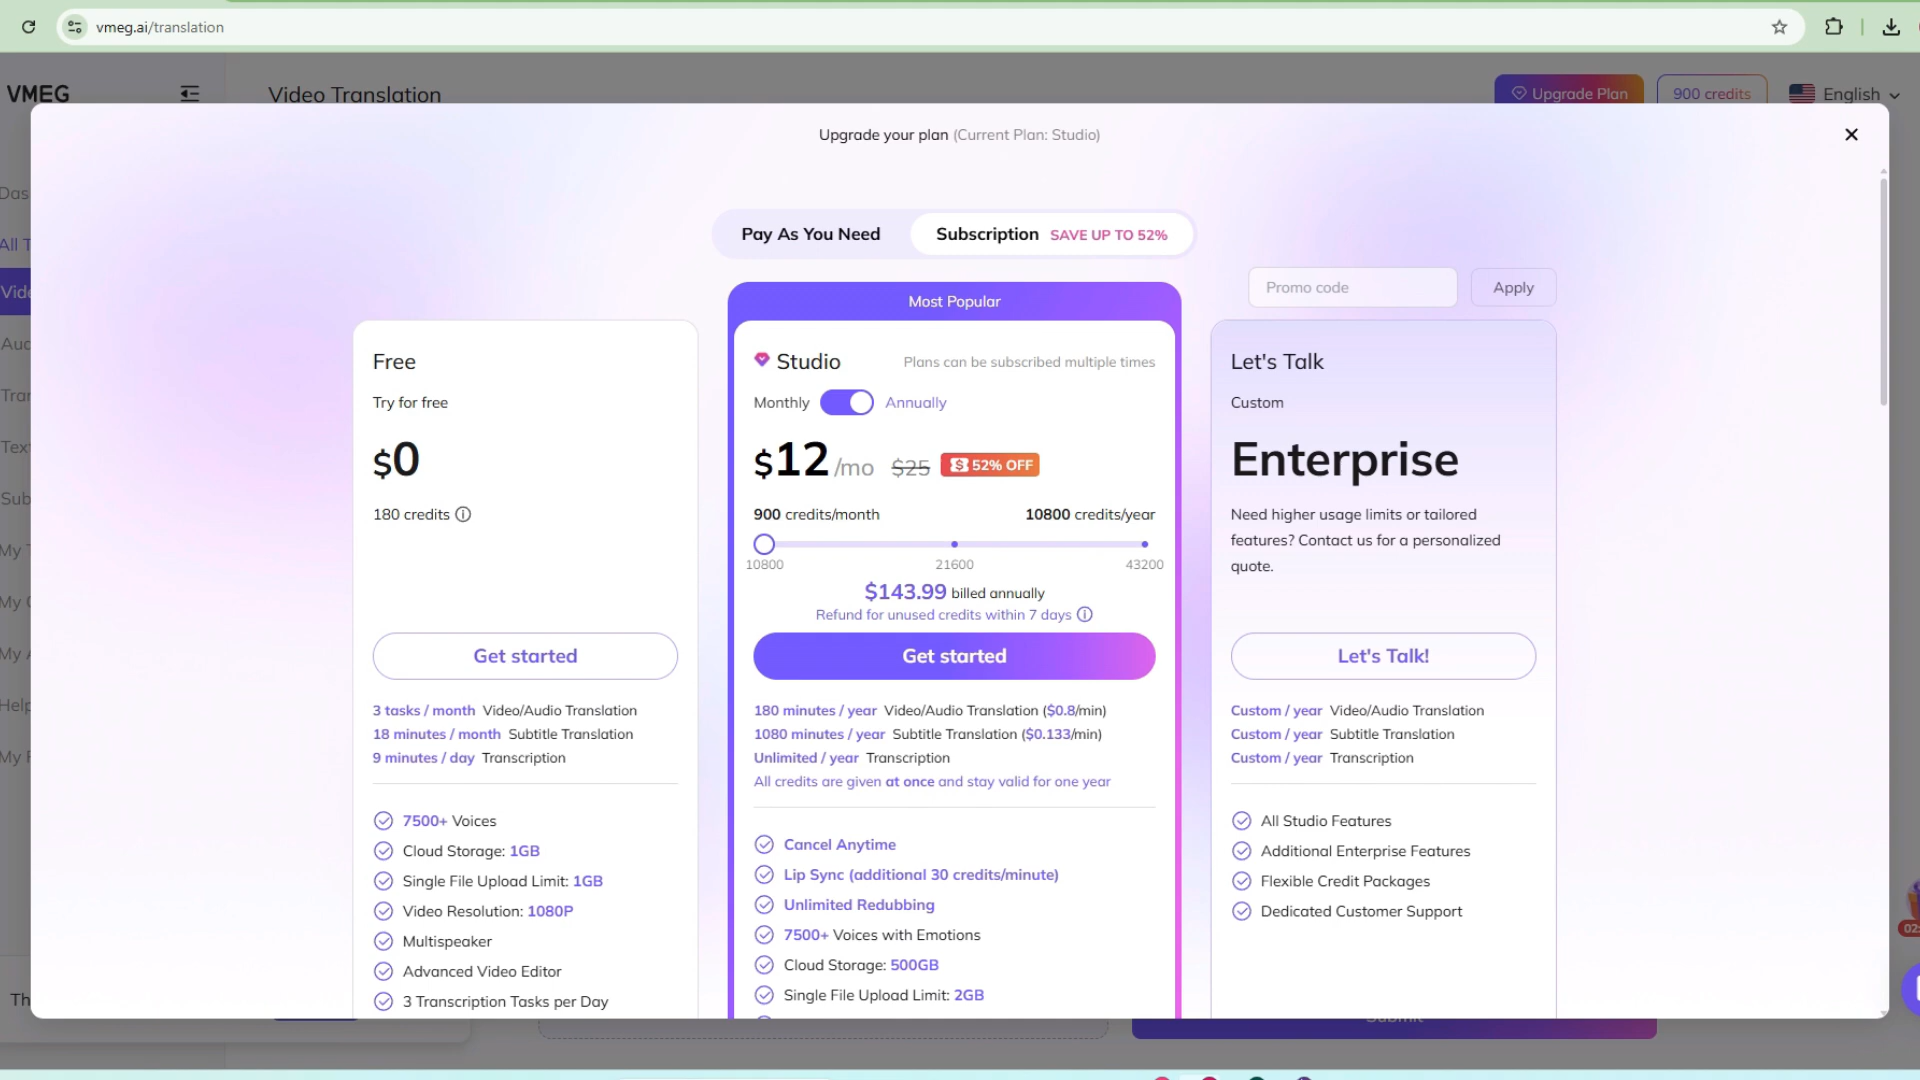 vmeg.ai/translation
VMEG
Video Translation
Upgrade Plan
900 credits
English
Upgrade your plan (Current Plan: Studio)
Pay As You Need
Subscription SAVE UP TO 52%
Promo code
Apply
Most Popular
Free
Try for free
$0
180 credits
Get started
3 tasks / month Video/Audio Translation
18 minutes / month Subtitle Translation
9 minutes / day Transcription
7500+ Voices
Cloud Storage: 1GB
Single File Upload Limit: 1GB
Video Resolution: 1080P
Multispeaker
Advanced Video Editor
3 Transcription Tasks per Day
Studio
Plans can be subscribed multiple times
Monthly
Annually
$12 /mo $25 52% OFF
900 credits/month
10800 credits/year
10800
21600
43200
$143.99 billed annually
Refund for unused credits within 7 days
Get started
180 minutes / year Video/Audio Translation ($0.8/min)
1080 minutes / year Subtitle Translation ($0.133/min)
Unlimited / year Transcription
All credits are given at once and stay valid for one year
Cancel Anytime
Lip Sync (additional 30 credits/minute)
Unlimited Redubbing
7500+ Voices with Emotions
Cloud Storage: 500GB
Single File Upload Limit: 2GB
Let's Talk
Custom
Enterprise
Need higher usage limits or tailored
features? Contact us for a personalized
quote.
Let's Talk!
Custom / year Video/Audio Translation
Custom / year Subtitle Translation
Custom / year Transcription
All Studio Features
Additional Enterprise Features
Flexible Credit Packages
Dedicated Customer Support
Help